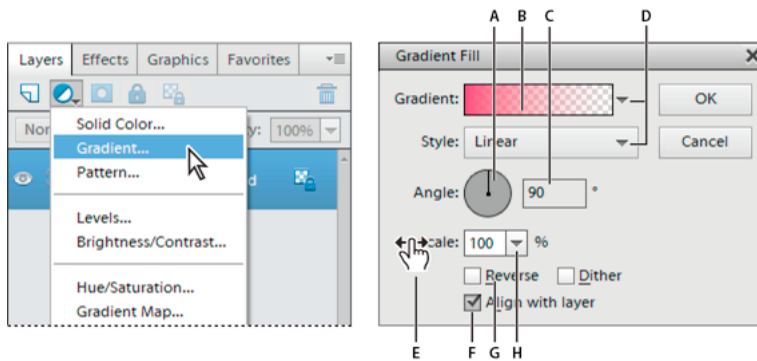 A B C D
Layers Effects Graphics Favorites
Nor y: 100%
Solid Color...
Gradient...
Pattern...
d
Levels...
Brightness/Contrast...
Hue/Saturation...
Gradient Map...
Gradient Fill
Gradient: OK
Style: Linear Cancel
Angle: 90 °
cale: 100 %
Reverse Dither
Align with layer
E F G H